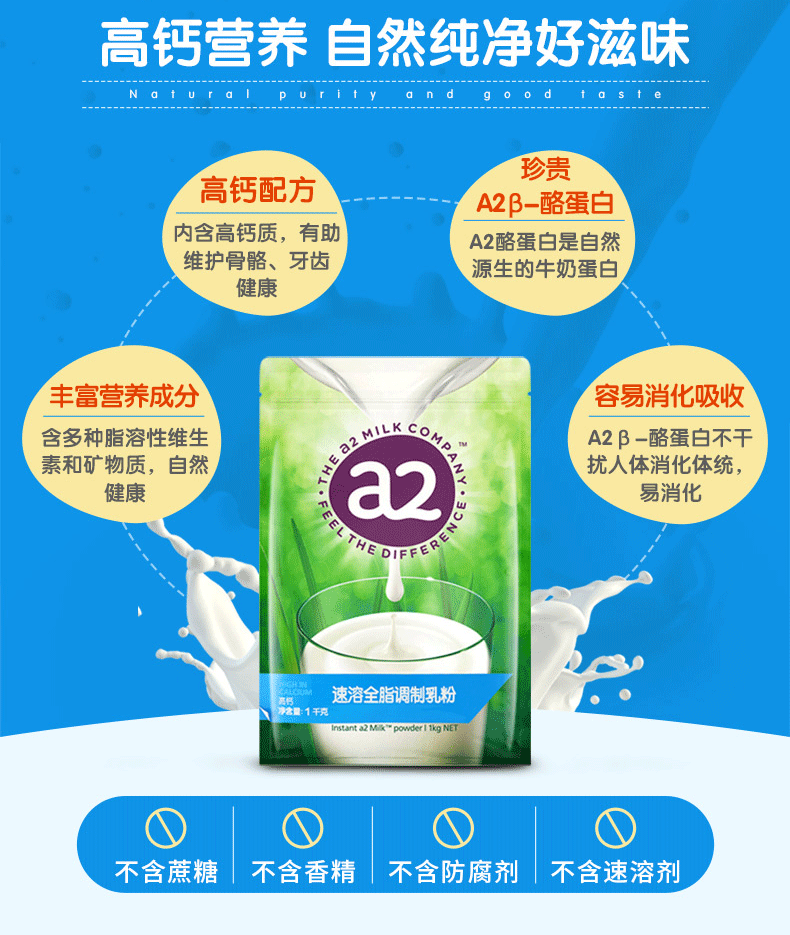 高钙营养 自然纯净好滋味
Natural purity and good taste
高钙配方
内含高钙质，有助
维护骨骼、牙齿
健康
珍贵
A2β-酪蛋白
A2酪蛋白是自然
源生的牛奶蛋白
丰富营养成分
含多种脂溶性维生
素和矿物质，自然
健康
容易消化吸收
A2β-酪蛋白不干
扰人体消化体统，
易消化
THE a2 MILK COMPANY™
a2
FEEL THE DIFFERENCE
HIGH IN
CALCIUM
高钙
净含量: 1千克
速溶全脂调制乳粉
Instant a2 Milk™ powder | 1kg NET
不含蔗糖
不含香精
不含防腐剂
不含速溶剂